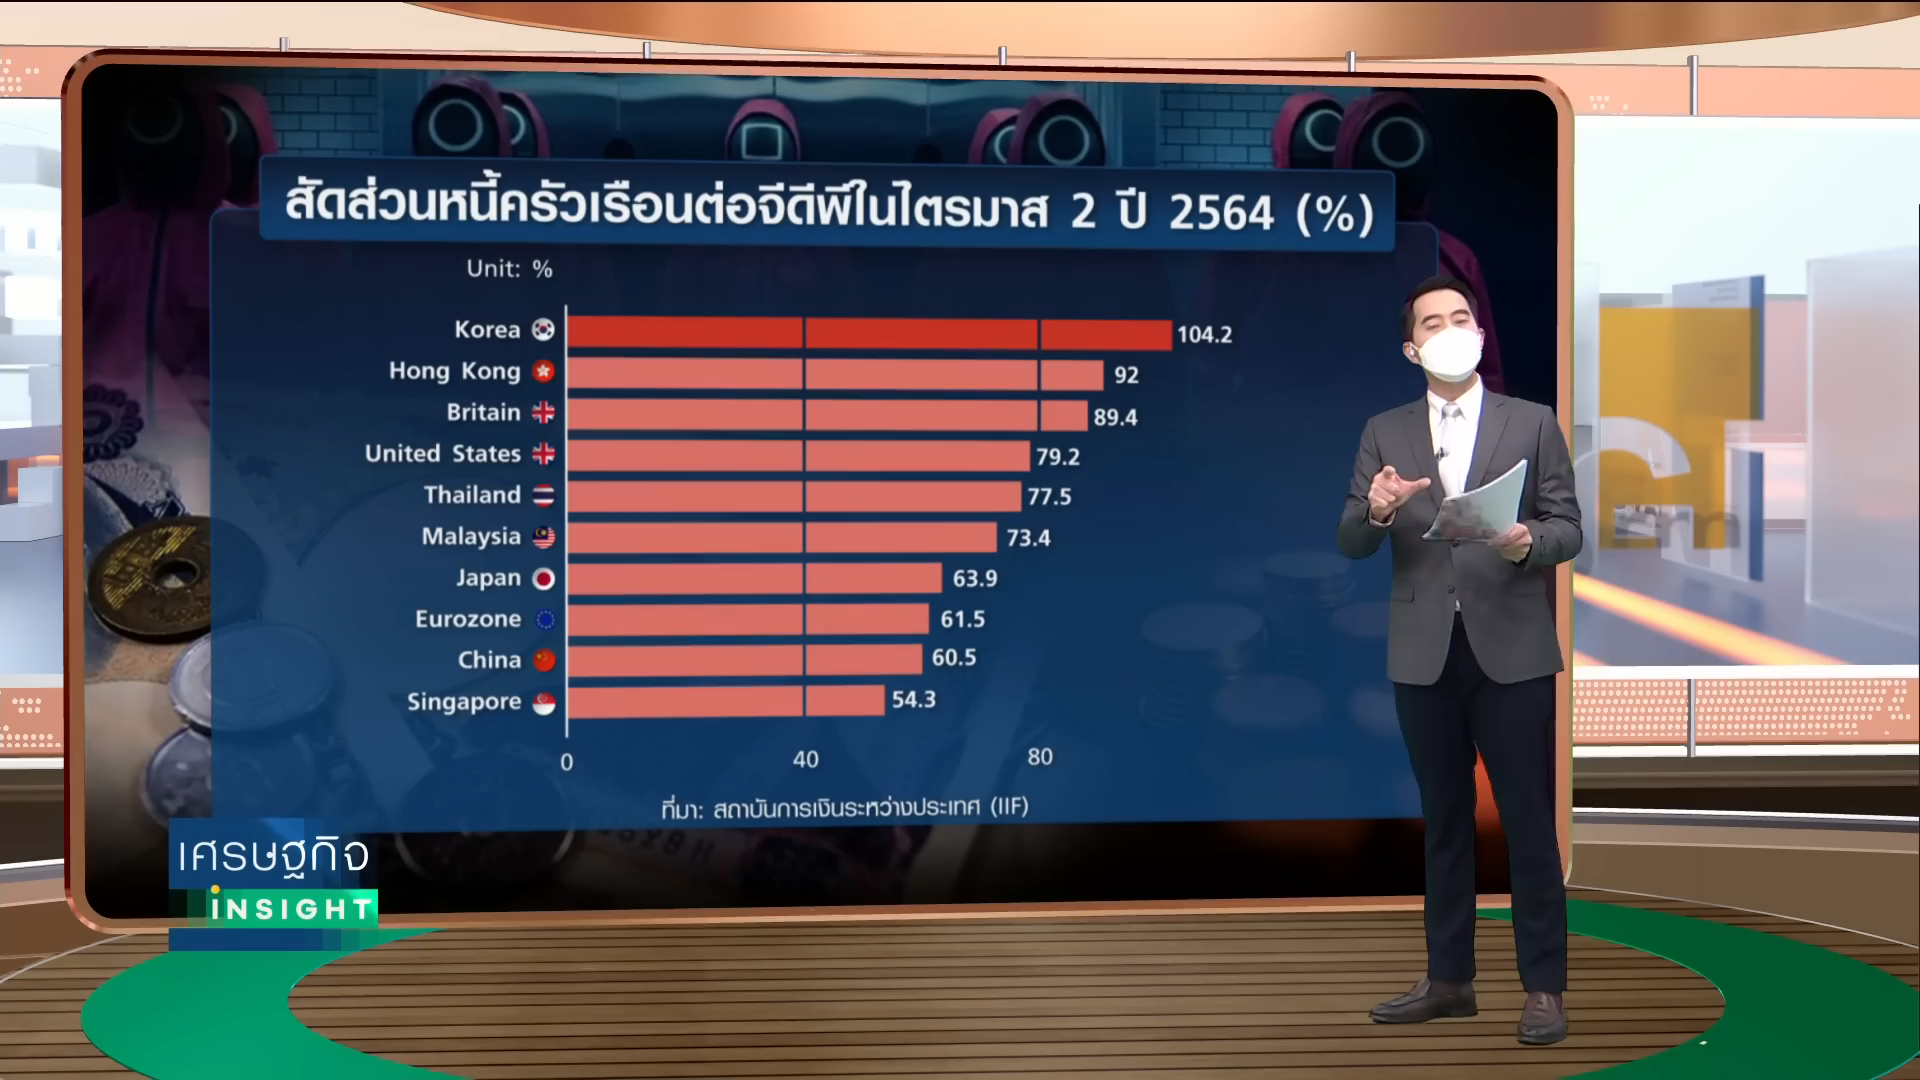 สัดส่วนหนี้ครัวเรือนต่อจีดีพีในไตรมาส 2 ปี 2564 (%)
Unit: %
Korea 104.2
Hong Kong 92
Britain 89.4
United States 79.2
Thailand 77.5
Malaysia 73.4
Japan 63.9
Eurozone 61.5
China 60.5
Singapore 54.3
0 40 80
ที่มา: สถาบันการเงินระหว่างประเทศ (IIF)
เศรษฐกิจ
iNSIGHT